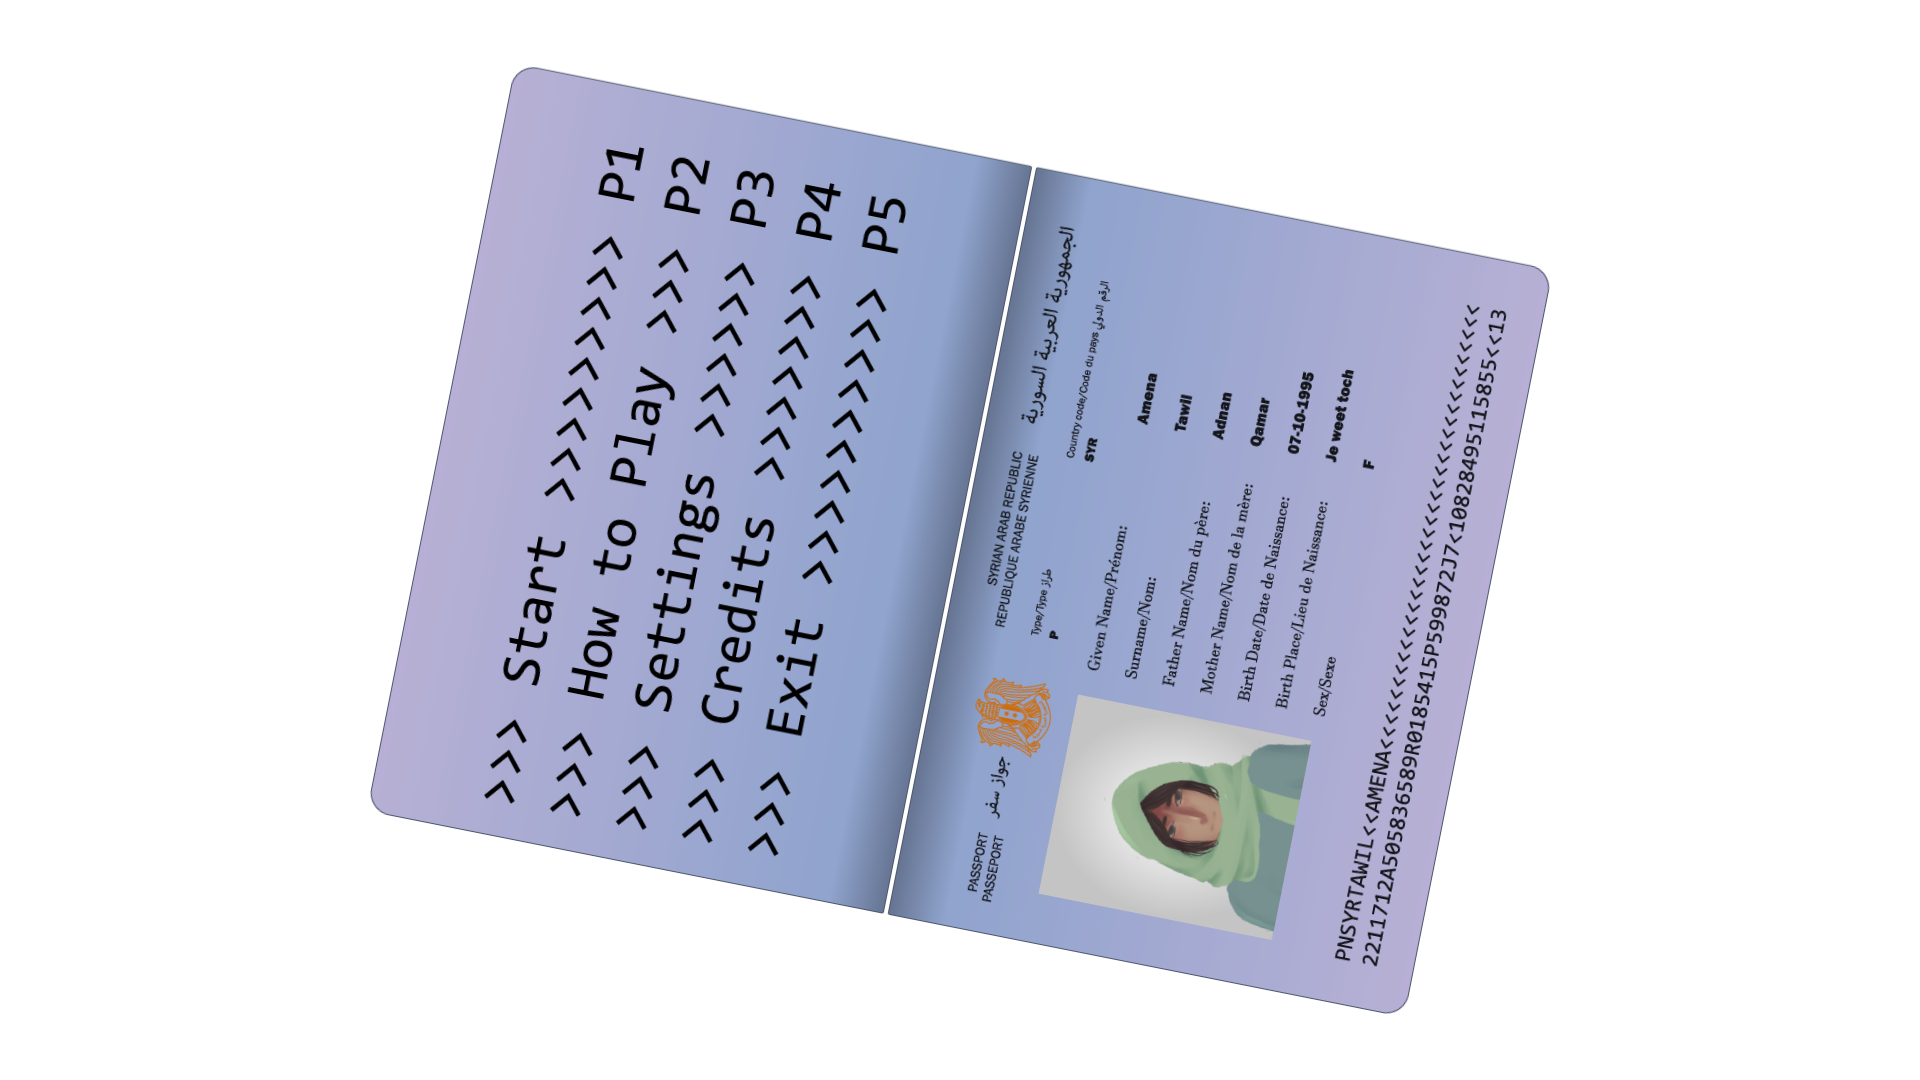 >>> Start >>>>>>>>> P1
>>> How to Play >>> P2
>>> Settings >>>>>> P3
>>> Credits >>>>>>> P4
>>> Exit >>>>>>>>>> P5
PASSPORT جواز سفر SYRIAN ARAB REPUBLIC الجمهورية العربية السورية
PASSEPORT REPUBLIQUE ARABE SYRIENNE
Type/Type طراز Country code/Code du pays الرقم الدولي
P SYR
Given Name/Prénom: Amena
Surname/Nom: Tawil
Father Name/Nom du père: Adnan
Mother Name/Nom de la mère: Qamar
Birth Date/Date de Naissance: 07-10-1995
Birth Place/Lieu de Naissance: Je weet toch
Sex/Sexe F
PNSYRTAWIL<<AMENA<<<<<<<<<<<<<<<<<<<<<<<<<<<<<<<<<
2211712A5058836589R0185415P599872J7<10828495115855<<13